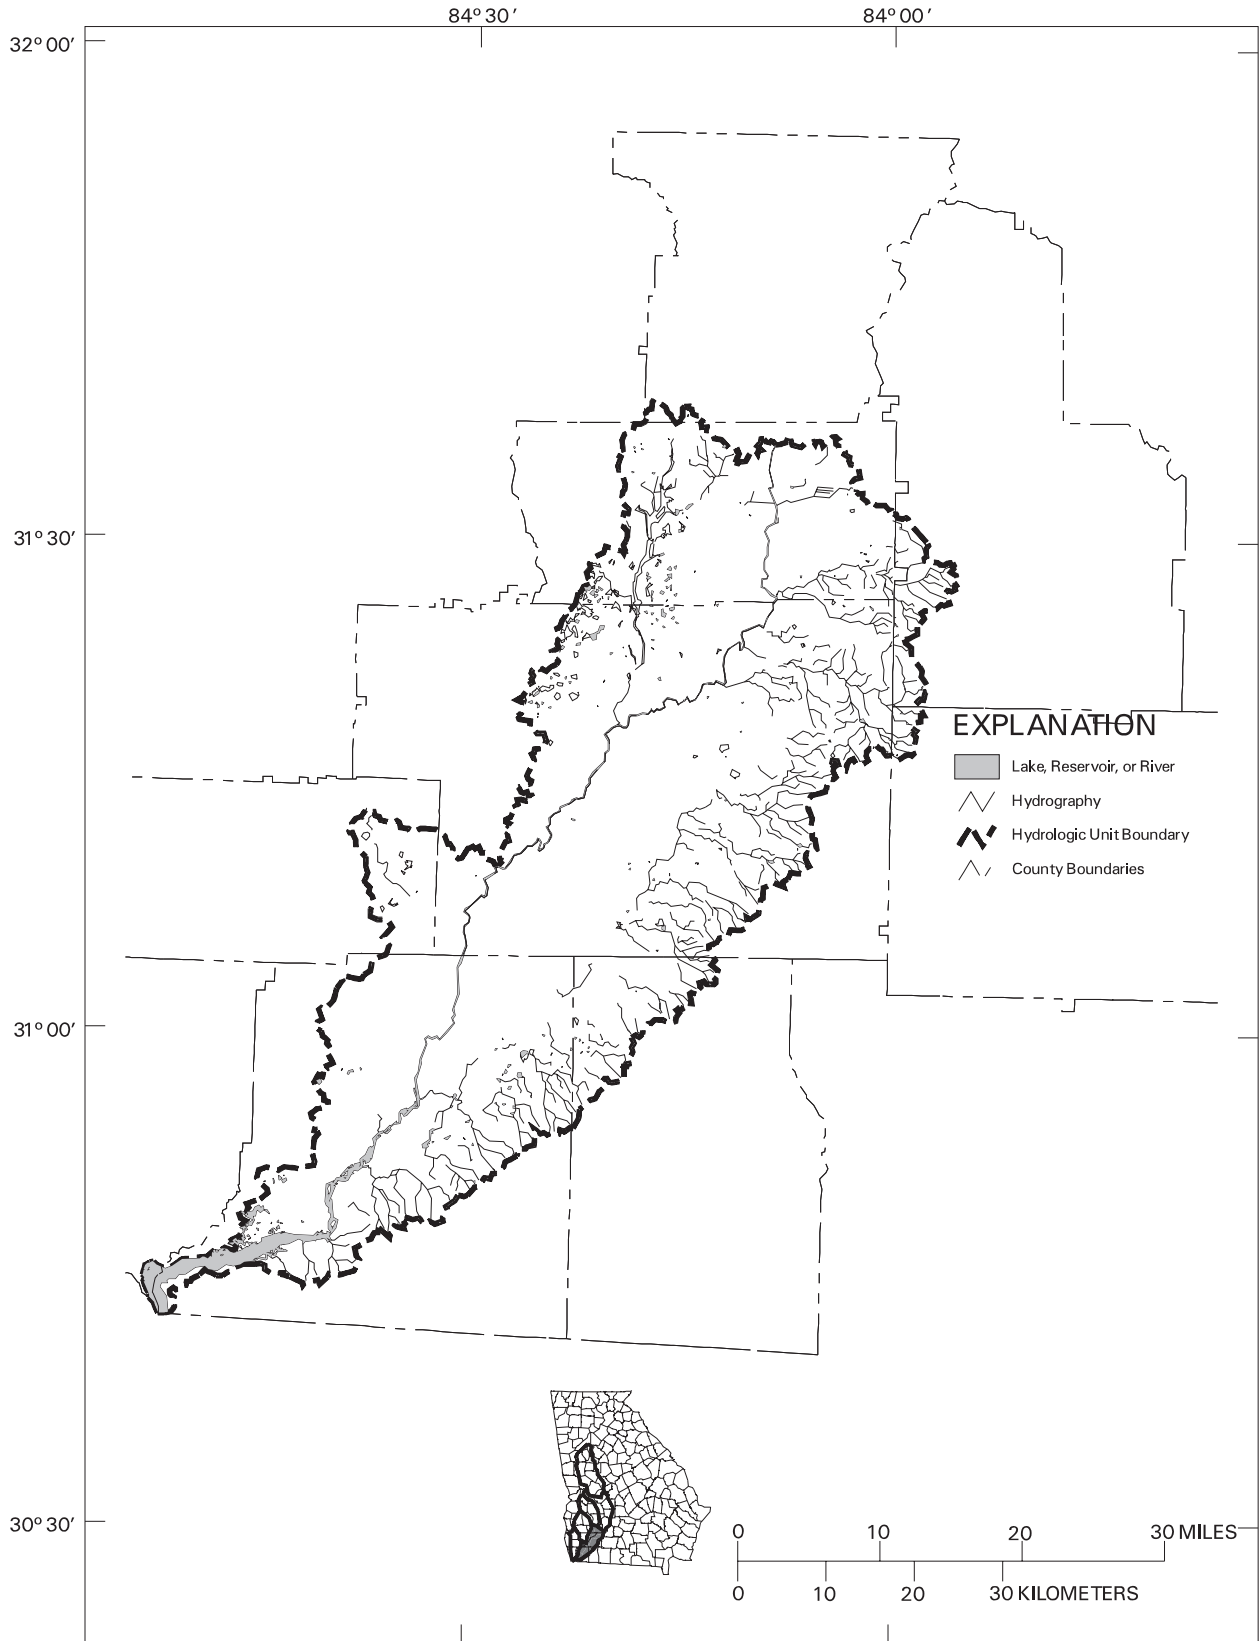 84° 30′ 84° 00′
32° 00′
31° 30′
EXPLANATION
Lake, Reservoir, or River
Hydrography
Hydrologic Unit Boundary
County Boundaries
31° 00′
30° 30′
0 10 20 30 MILES
0 10 20 30 KILOMETERS